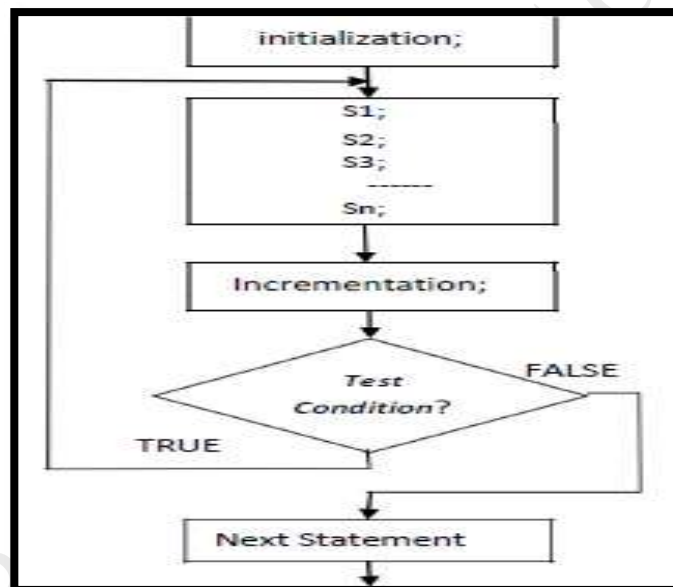 initialization;
S1;
S2;
S3;
------
Sn;
Incrementation;
Test
Condition?
FALSE
TRUE
Next Statement